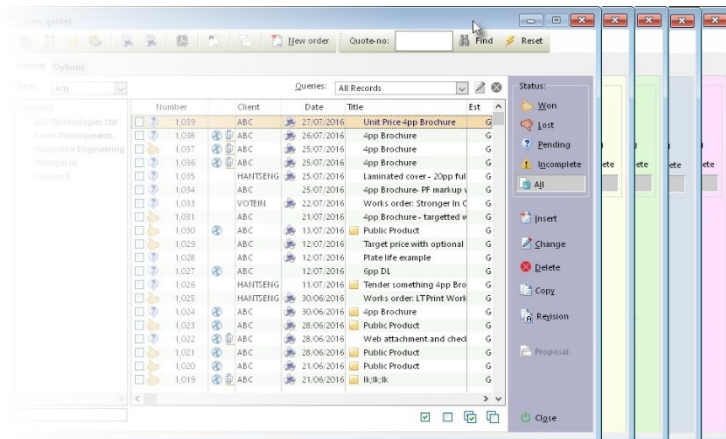 View quotes
New order Quote-no: Find Reset
General Options
Any
Queries: All Records
Status:
Number Client Date Title Est
1,039 ABC 27/07/2016 Unit Price 4pp Brochure G
1,038 ABC 26/07/2016 4pp Brochure G
1,037 ABC 25/07/2016 4pp Brochure G
1,036 ABC 25/07/2016 4pp Brochure G
1,035 HANTSENG 25/07/2016 Laminated cover - 20pp ful G
1,034 ABC 25/07/2016 4pp Brochure- PF markup v G
1,033 VOTEIN 22/07/2016 Works order: Stronger In C G
1,031 ABC 21/07/2016 4pp Brochure - targetted w G
1,030 ABC 13/07/2016 Public Product G
1,029 ABC 12/07/2016 Target price with optional G
1,028 ABC 12/07/2016 Plate life example G
1,027 ABC 12/07/2016 6pp DL G
1,026 HANTSENG 11/07/2016 Tender something 4pp Bro G
1,025 HANTSENG 30/06/2016 Works order: LTPrint Worl G
1,024 ABC 30/06/2016 4pp Brochure G
1,023 ABC 28/06/2016 Public Product G
1,022 ABC 28/06/2016 Web attachment.and ched G
1,021 ABC 28/06/2016 Public Product G
1,020 ABC 21/06/2016 Public Product G
1,019 ABC 21/06/2016 lk;lk;lk G
ABC Technologies Ltd
Developments
Hampshire Engineering
Stronger In
Version 5
Won
Lost
Pending
Incomplete
All
Insert
Change
Delete
Copy
Revision
Proposal
Close
ete
ete
ete
ete